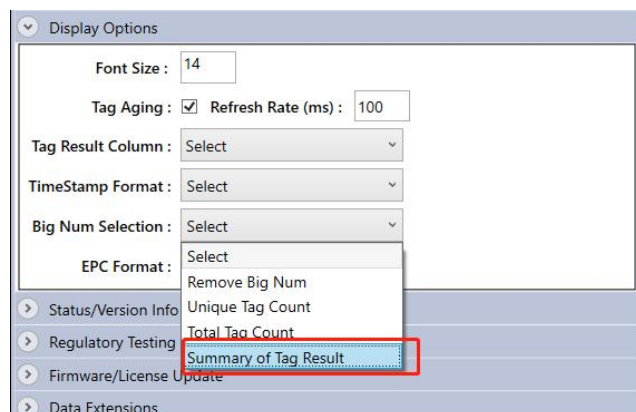 Display Options
Font Size : 14
Tag Aging : Refresh Rate (ms) : 100
Tag Result Column : Select
TimeStamp Format : Select
Big Num Selection : Select
EPC Format :
Select
Remove Big Num
Unique Tag Count
Total Tag Count
Summary of Tag Result
Status/Version Info
Regulatory Testing
Firmware/License Update
Data Extensions